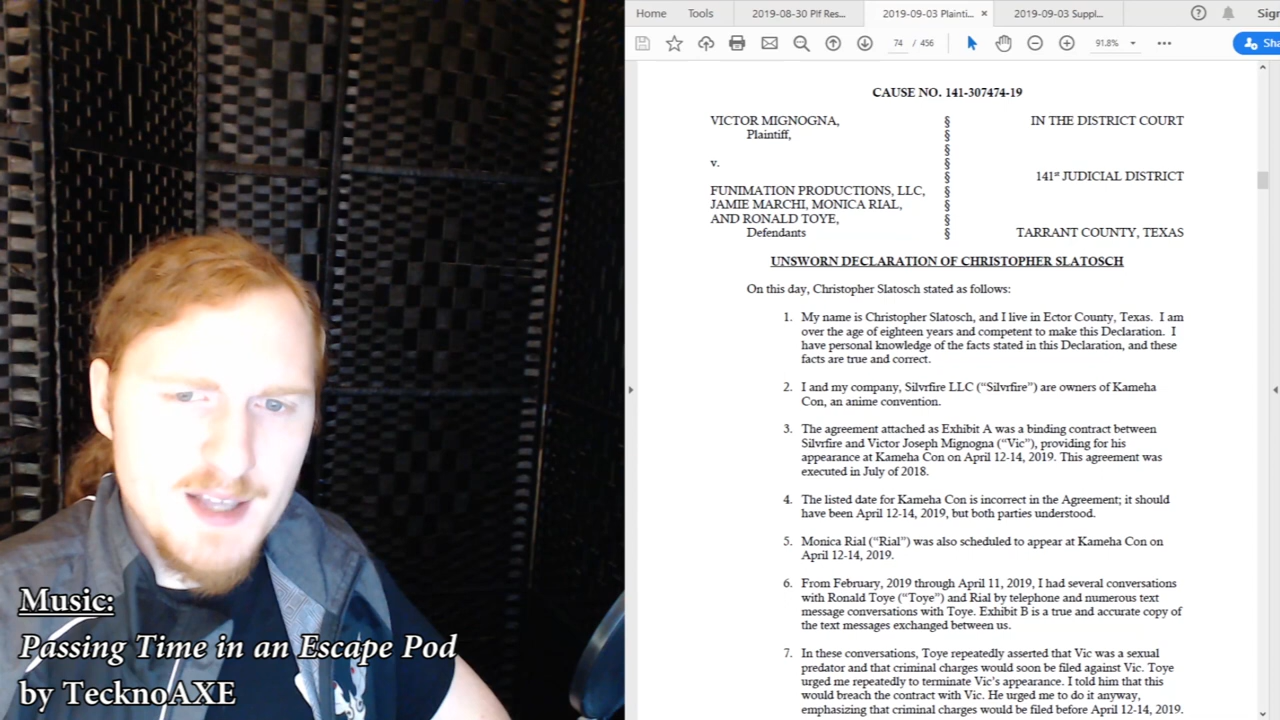 Home Tools 2019-08-30 Plf Res... 2019-09-03 Plainti... × 2019-09-03 Suppl... Sign
74 / 456 91.8% Sha
CAUSE NO. 141-307474-19
VICTOR MIGNOGNA, § IN THE DISTRICT COURT
Plaintiff, §
§
v. §
§ 141st JUDICIAL DISTRICT
FUNIMATION PRODUCTIONS, LLC, §
JAMIE MARCHI, MONICA RIAL, §
AND RONALD TOYE, §
Defendants § TARRANT COUNTY, TEXAS
UNSWORN DECLARATION OF CHRISTOPHER SLATOSCH
On this day, Christopher Slatosch stated as follows:
1. My name is Christopher Slatosch, and I live in Ector County, Texas. I am
over the age of eighteen years and competent to make this Declaration. I
have personal knowledge of the facts stated in this Declaration, and these
facts are true and correct.
2. I and my company, Silvrfire LLC (“Silvrfire”) are owners of Kameha
Con, an anime convention.
3. The agreement attached as Exhibit A was a binding contract between
Silvrfire and Victor Joseph Mignogna (“Vic”), providing for his
appearance at Kameha Con on April 12-14, 2019. This agreement was
executed in July of 2018.
4. The listed date for Kameha Con is incorrect in the Agreement; it should
have been April 12-14, 2019, but both parties understood.
5. Monica Rial (“Rial”) was also scheduled to appear at Kameha Con on
April 12-14, 2019.
6. From February, 2019 through April 11, 2019, I had several conversations
with Ronald Toye (“Toye”) and Rial by telephone and numerous text
message conversations with Toye. Exhibit B is a true and accurate copy of
the text messages exchanged between us.
7. In these conversations, Toye repeatedly asserted that Vic was a sexual
predator and that criminal charges would soon be filed against Vic. Toye
urged me repeatedly to terminate Vic’s appearance. I told him that this
would breach the contract with Vic. He urged me to do it anyway,
emphasizing that criminal charges would be filed before April 12-14, 2019.
Music:
Passing Time in an Escape Pod
by TecknoAXE